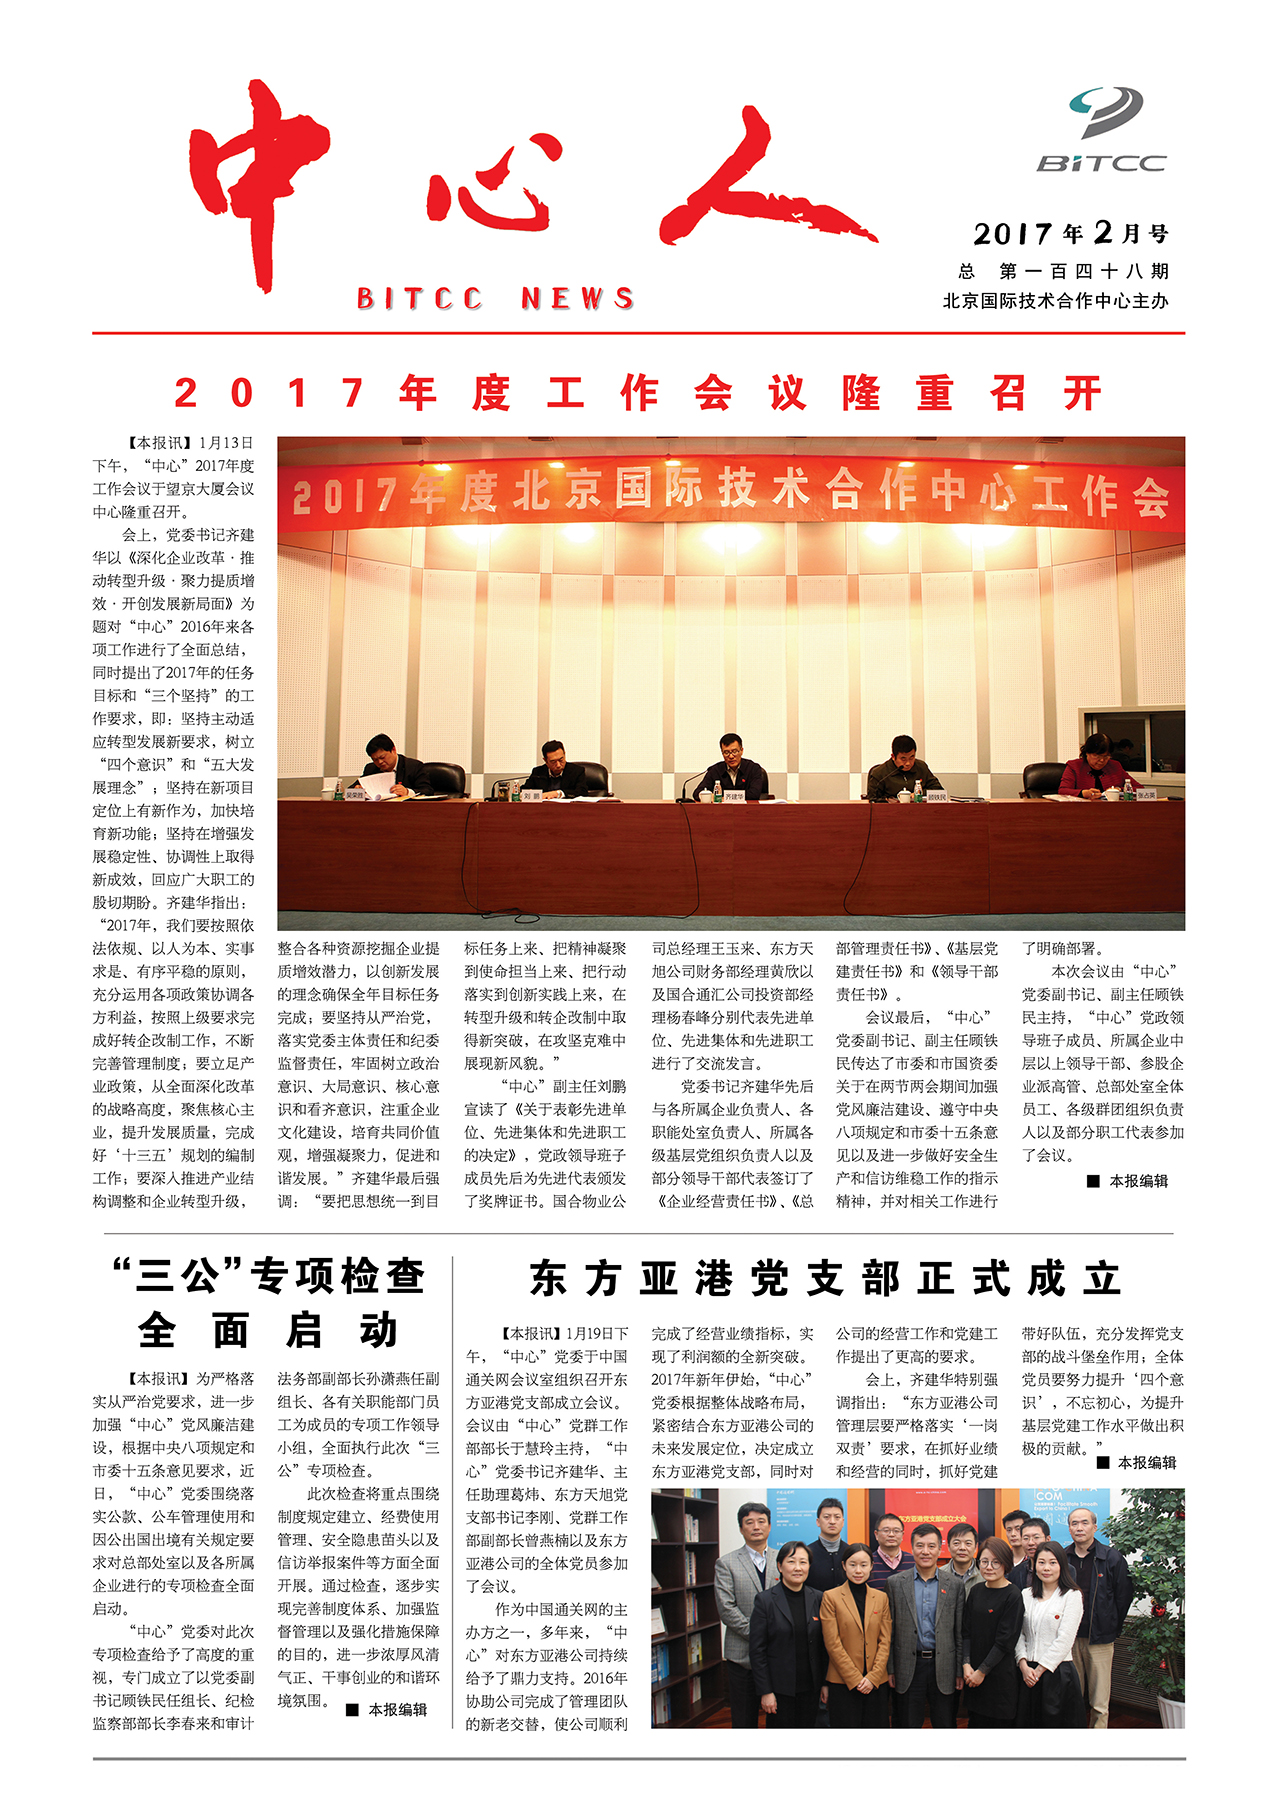 中心人
BITCC NEWS
BiTCC
2017年2月号
总 第一百四十八期
北京国际技术合作中心主办
2017年度工作会议隆重召开
【本报讯】1月13日
下午，“中心”2017年度
工作会议于望京大厦会议
中心隆重召开。
会上，党委书记齐建
华以《深化企业改革·推
动转型升级·聚力提质增
效·开创发展新局面》为
题对“中心”2016年来各
项工作进行了全面总结，
同时提出了2017年的任务
目标和“三个坚持”的工
作要求，即：坚持主动适
应转型发展新要求，树立
“四个意识”和“五大发
展理念”；坚持在新项目
定位上有新作为，加快培
育新功能；坚持在增强发
展稳定性、协调性上取得
新成效，回应广大职工的
殷切期盼。齐建华指出：
“2017年，我们要按照依
法依规、以人为本、实事
求是、有序平稳的原则，
充分运用各项政策协调各
方利益，按照上级要求完
成好转企改制工作，不断
完善管理制度；要立足产
业政策，从全面深化改革
的战略高度，聚焦核心主
业，提升发展质量，完成
好‘十三五’规划的编制
工作；要深入推进产业结
构调整和企业转型升级，
2017年度北京国际技术合作中心工作会
吴荣胜
刘 鹏
齐建华
顾铁民
张占英
整合各种资源挖掘企业提
质增效潜力，以创新发展
的理念确保全年目标任务
完成；要坚持从严治党，
落实党委主体责任和纪委
监督责任，牢固树立政治
意识、大局意识、核心意
识和看齐意识，注重企业
文化建设，培育共同价值
观，增强凝聚力，促进和
谐发展。”齐建华最后强
调：“要把思想统一到目
标任务上来、把精神凝聚
到使命担当上来、把行动
落实到创新实践上来，在
转型升级和转企改制中取
得新突破，在攻坚克难中
展现新风貌。”
“中心”副主任刘鹏
宣读了《关于表彰先进单
位、先进集体和先进职工
的决定》，党政领导班子
成员先后为先进代表颁发
了奖牌证书。国合物业公
司总经理王玉来、东方天
旭公司财务部经理黄欣以
及国合通汇公司投资部经
理杨春峰分别代表先进单
位、先进集体和先进职工
进行了交流发言。
党委书记齐建华先后
与各所属企业负责人、各
职能处室负责人、所属各
级基层党组织负责人以及
部分领导干部代表签订了
《企业经营责任书》、《总
部管理责任书》、《基层党
建责任书》和《领导干部
责任书》。
会议最后，“中心”
党委副书记、副主任顾铁
民传达了市委和市国资委
关于在两节两会期间加强
党风廉洁建设、遵守中央
八项规定和市委十五条意
见以及进一步做好安全生
产和信访维稳工作的指示
精神，并对相关工作进行
了明确部署。
本次会议由“中心”
党委副书记、副主任顾铁
民主持，“中心”党政领
导班子成员、所属企业中
层以上领导干部、参股企
业派高管、总部处室全体
员工、各级群团组织负责
人以及部分职工代表参加
了会议。
■ 本报编辑
“三公”专项检查
全面启动
【本报讯】为严格落
实从严治党要求，进一步
加强“中心”党风廉洁建
设，根据中央八项规定和
市委十五条意见要求，近
日，“中心”党委围绕落
实公款、公车管理使用和
因公出国出境有关规定要
求对总部处室以及各所属
企业进行的专项检查全面
启动。
“中心”党委对此次
专项检查给予了高度的重
视，专门成立了以党委副
书记顾铁民任组长、纪检
监察部部长李春来和审计
法务部副部长孙潇燕任副
组长、各有关职能部门员
工为成员的专项工作领导
小组，全面执行此次“三
公”专项检查。
此次检查将重点围绕
制度规定建立、经费使用
管理、安全隐患苗头以及
信访举报案件等方面全面
开展。通过检查，逐步实
现完善制度体系、加强监
督管理以及强化措施保障
的目的，进一步浓厚风清
气正、干事创业的和谐环
境氛围。
■ 本报编辑
东方亚港党支部正式成立
【本报讯】1月19日下
午，“中心”党委于中国
通关网会议室组织召开东
方亚港党支部成立会议。
会议由“中心”党群工作
部部长于慧玲主持，“中
心”党委书记齐建华、主
任助理葛炜、东方天旭党
支部书记李刚、党群工作
部副部长曾燕楠以及东方
亚港公司的全体党员参加
了会议。
作为中国通关网的主
办方之一，多年来，“中
心”对东方亚港公司持续
给予了鼎力支持。2016年
协助公司完成了管理团队
的新老交替，使公司顺利
完成了经营业绩指标，实
现了利润额的全新突破。
2017年新年伊始，“中心”
党委根据整体战略布局，
紧密结合东方亚港公司的
未来发展定位，决定成立
东方亚港党支部，同时对
公司的经营工作和党建工
作提出了更高的要求。
会上，齐建华特别强
调指出：“东方亚港公司
管理层要严格落实‘一岗
双责’要求，在抓好业绩
和经营的同时，抓好党建
带好队伍，充分发挥党支
部的战斗堡垒作用；全体
党员要努力提升‘四个意
识’，不忘初心，为提升
基层党建工作水平做出积
极的贡献。”
■ 本报编辑
东方亚港党支部成立大会
.COM
Facilitate Smooth
Export to China